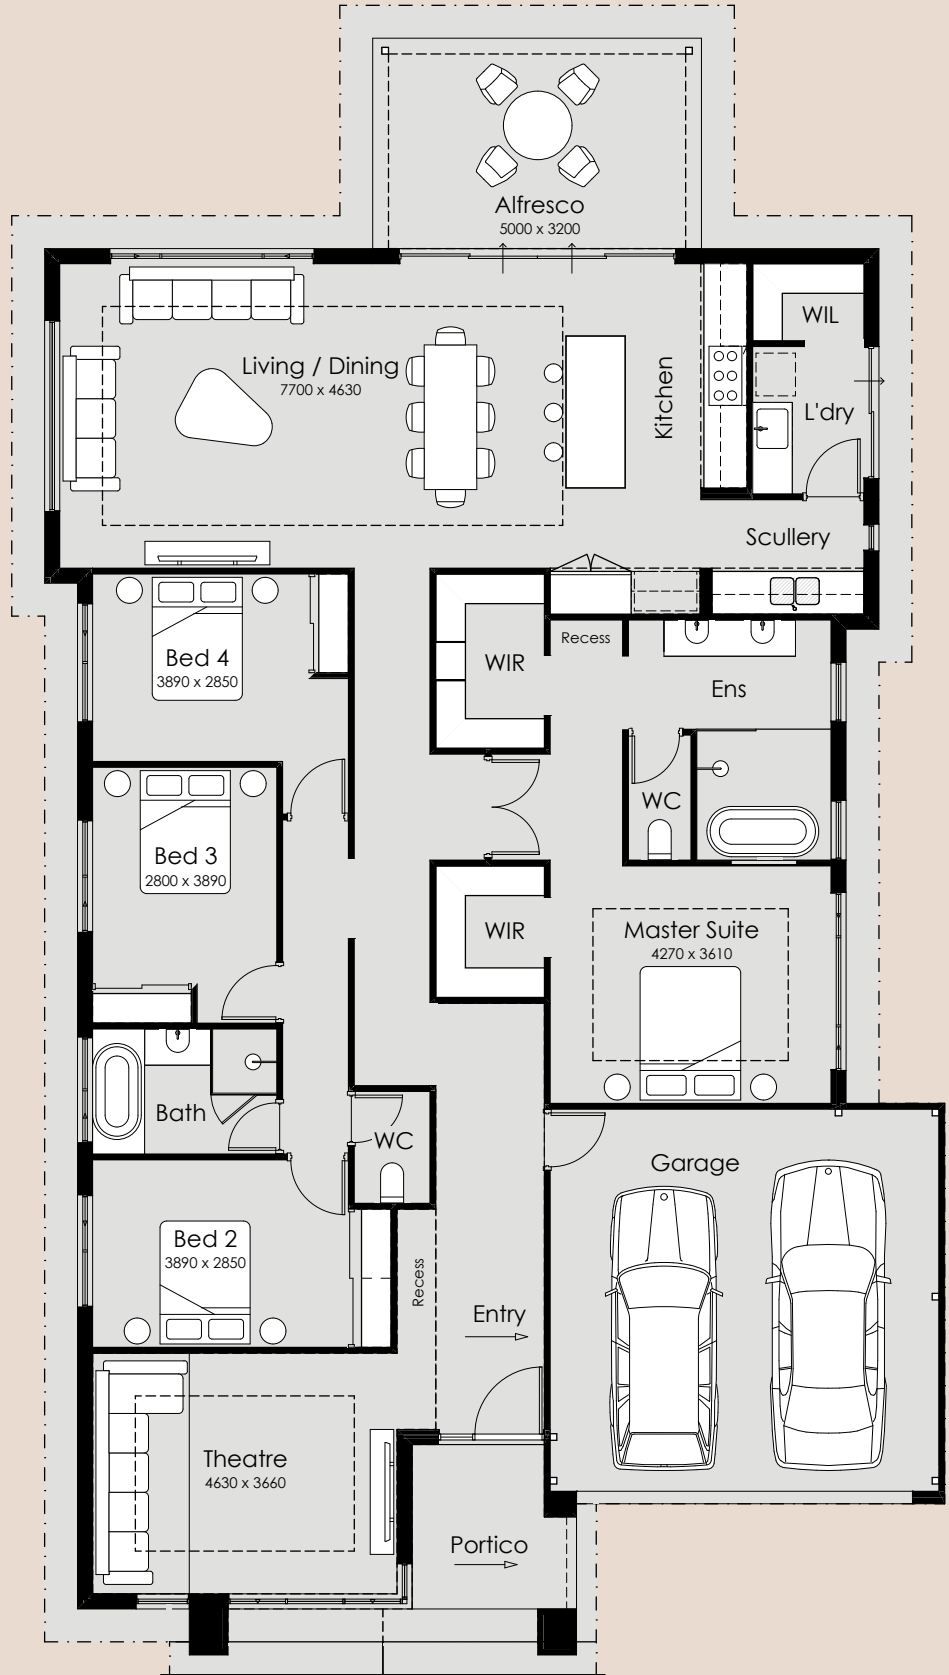 Alfresco
5000 x 3200
WIL
Living / Dining
7700 x 4630
Kitchen
L'dry
Scullery
Recess
Bed 4
3890 x 2850
WIR
Ens
WC
Bed 3
2800 x 3890
WIR
Master Suite
4270 x 3610
Bath
WC
Garage
Bed 2
3890 x 2850
Recess
Entry
Theatre
4630 x 3660
Portico